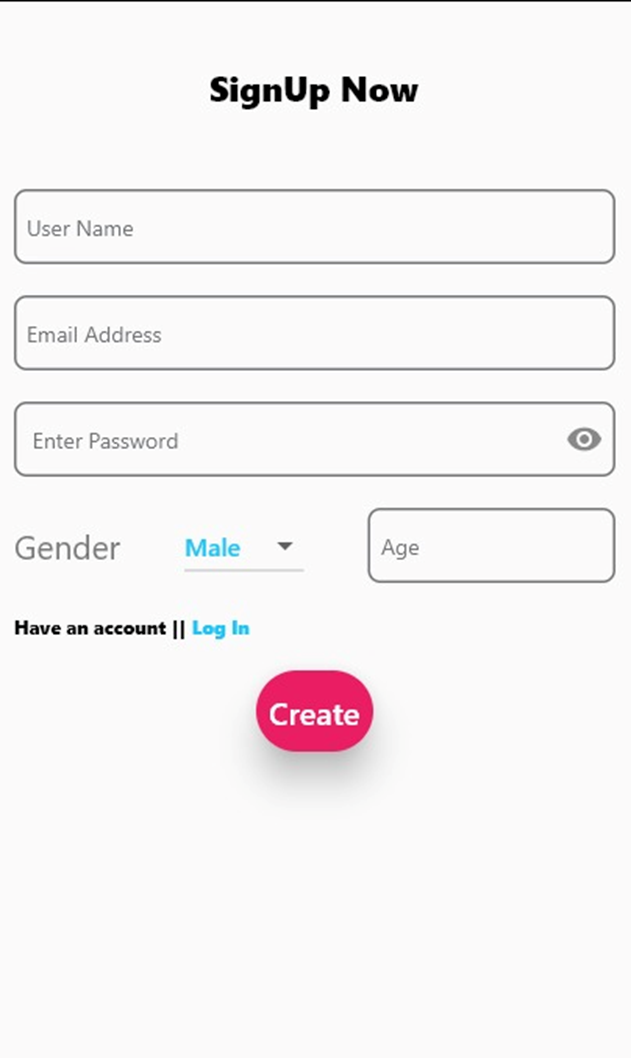 SignUp Now
User Name
Email Address
Enter Password
Gender Male Age
Have an account || Log In
Create